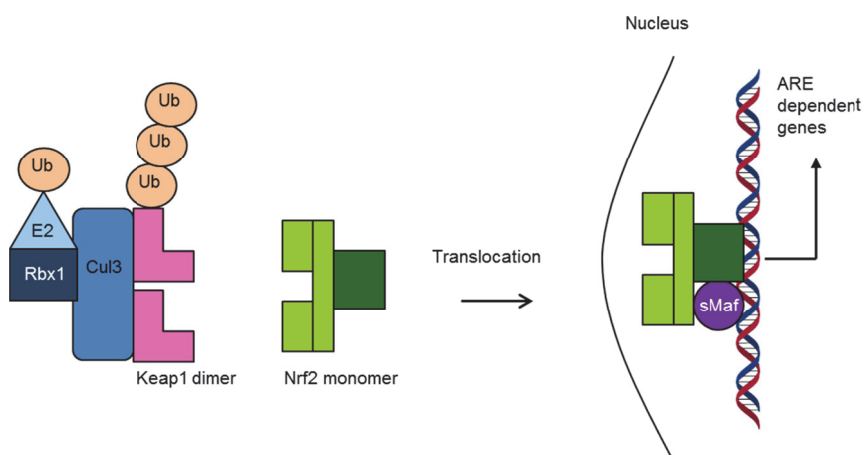 Nucleus
ARE
dependent
genes
Ub
Ub
Ub
Ub
E2
Rbx1
Cul3
Translocation
sMaf
Keap1 dimer
Nrf2 monomer